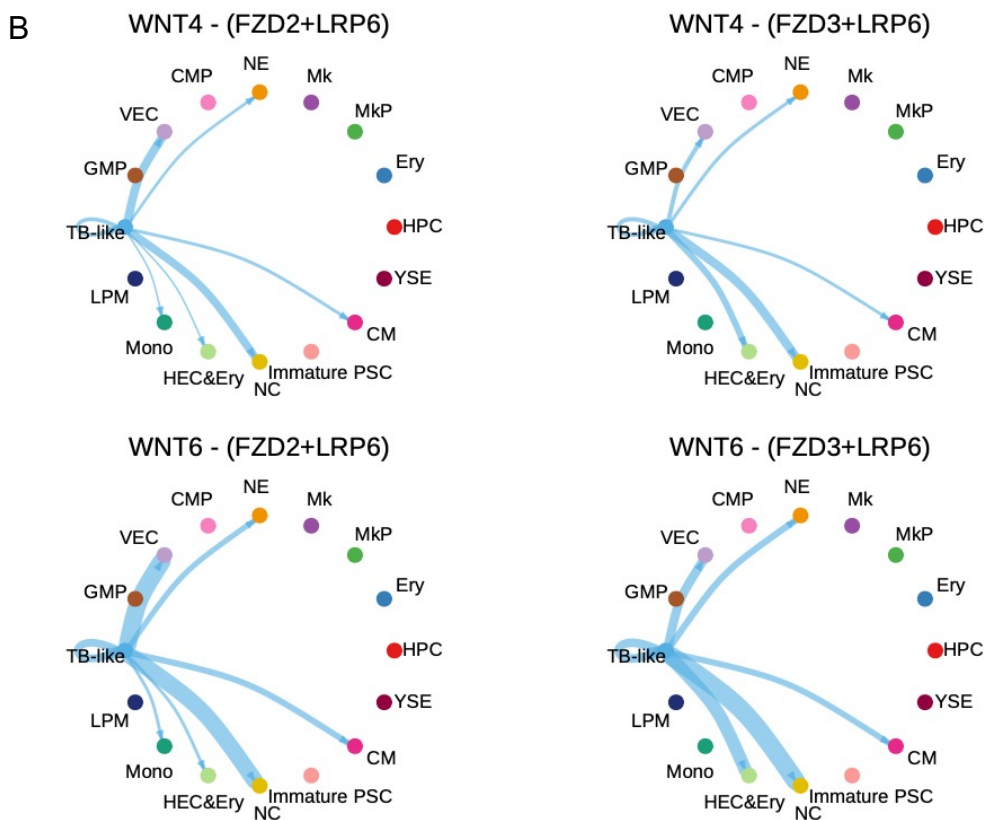 B
WNT4 - (FZD2+LRP6)
NE
CMP
Mk
VEC
MkP
GMP
Ery
TB-like
HPC
LPM
YSE
Mono
CM
HEC&Ery
Immature PSC
NC
WNT4 - (FZD3+LRP6)
NE
CMP
Mk
VEC
MkP
GMP
Ery
TB-like
HPC
LPM
YSE
Mono
CM
HEC&Ery
Immature PSC
NC
WNT6 - (FZD2+LRP6)
NE
CMP
Mk
VEC
MkP
GMP
Ery
TB-like
HPC
LPM
YSE
Mono
CM
HEC&Ery
Immature PSC
NC
WNT6 - (FZD3+LRP6)
NE
CMP
Mk
VEC
MkP
GMP
Ery
TB-like
HPC
LPM
YSE
Mono
CM
HEC&Ery
Immature PSC
NC